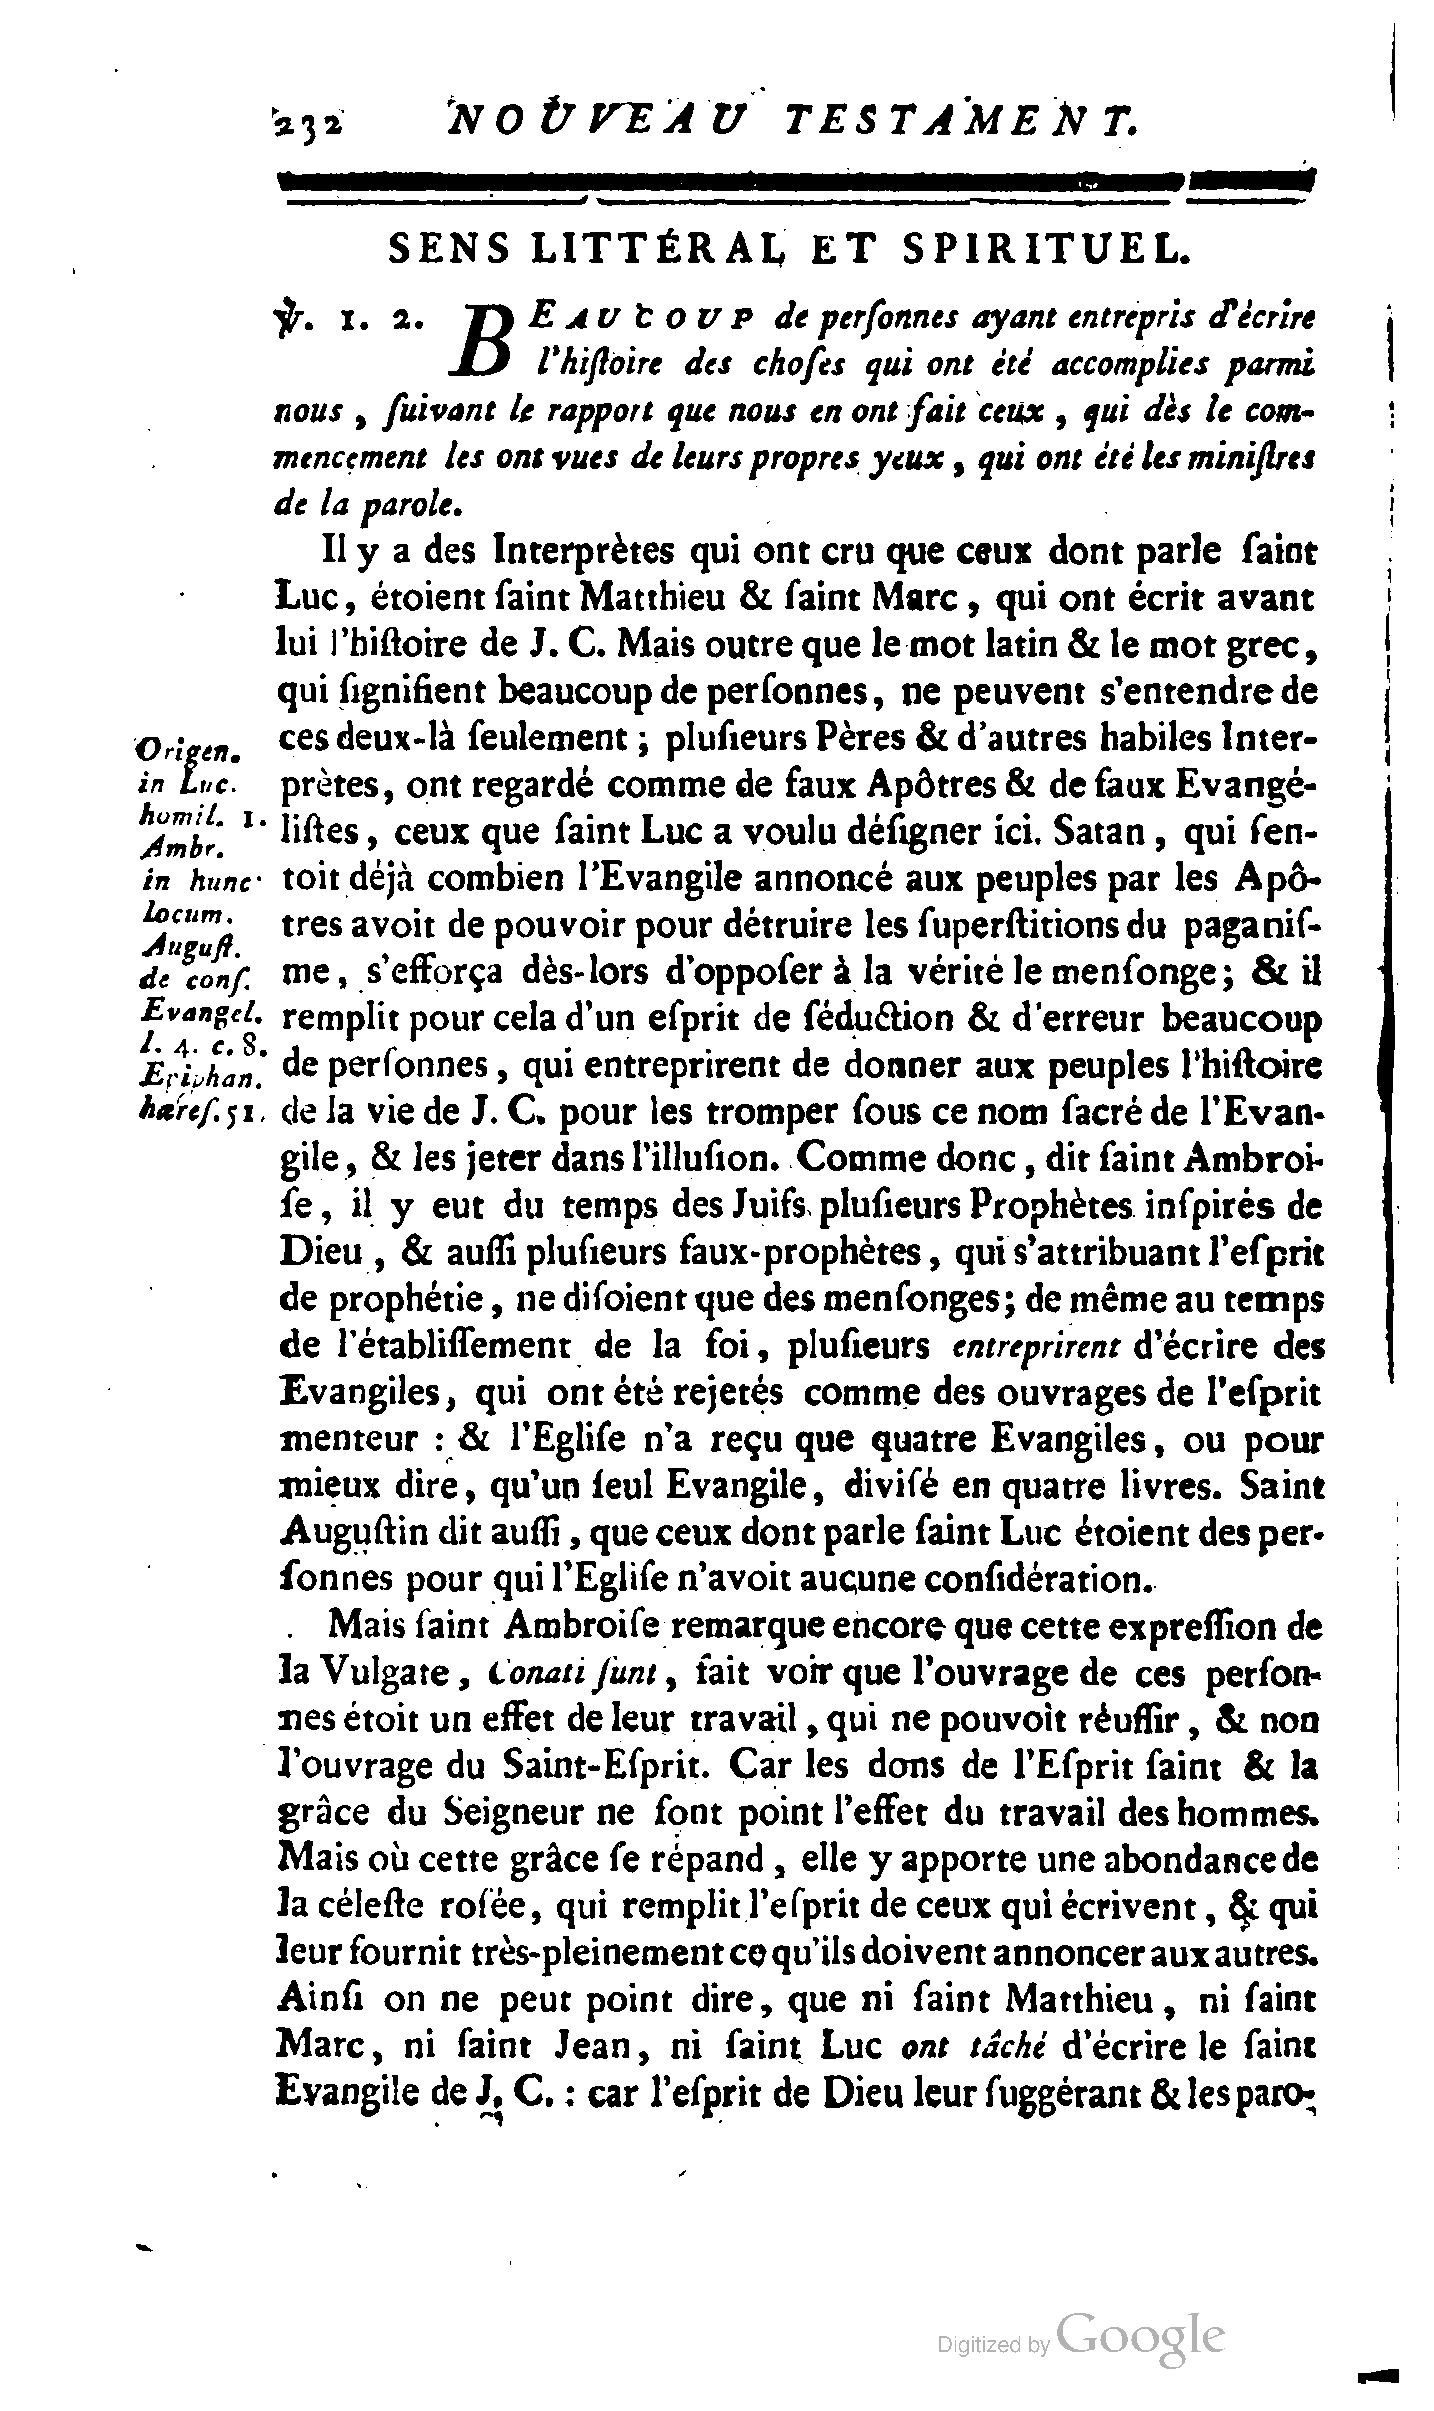 232 NOUVEAU TESTAMENT.
SENS LITTÉRAL ET SPIRITUEL.
℣. 1. 2. BEAUCOUP de perſonnes ayant entrepris d'écrire
l'hiſtoire des choſes qui ont été accomplies parmi
nous, ſuivant le rapport que nous en ont fait ceux, qui dès le com-
mencement les ont vues de leurs propres yeux, qui ont été les miniſtres
de la parole.
Il y a des Interprètes qui ont cru que ceux dont parle ſaint
Luc, étoient ſaint Matthieu & ſaint Marc, qui ont écrit avant
lui l'hiſtoire de J. C. Mais outre que le mot latin & le mot grec,
qui ſignifient beaucoup de perſonnes, ne peuvent s'entendre de
ces deux-là ſeulement; pluſieurs Pères & d'autres habiles Inter-
prètes, ont regardé comme de faux Apôtres & de faux Evangé-
liſtes, ceux que ſaint Luc a voulu déſigner ici. Satan, qui ſen-
toit déjà combien l'Evangile annoncé aux peuples par les Apô-
tres avoit de pouvoir pour détruire les ſuperſtitions du paganiſ-
me, s'efforça dès-lors d'oppoſer à la vérité le menſonge; & il
remplit pour cela d'un eſprit de ſéduction & d'erreur beaucoup
de perſonnes, qui entreprirent de donner aux peuples l'hiſtoire
de la vie de J. C. pour les tromper ſous ce nom ſacré de l'Evan-
gile, & les jeter dans l'illuſion. Comme donc, dit ſaint Ambroi-
ſe, il y eut du temps des Juifs pluſieurs Prophètes inſpirés de
Dieu, & auſſi pluſieurs faux-prophètes, qui s'attribuant l'eſprit
de prophétie, ne diſoient que des menſonges; de même au temps
de l'établiſſement de la foi, pluſieurs entreprirent d'écrire des
Evangiles, qui ont été rejetés comme des ouvrages de l'eſprit
menteur : & l'Egliſe n'a reçu que quatre Evangiles, ou pour
mieux dire, qu'un ſeul Evangile, diviſé en quatre livres. Saint
Auguſtin dit auſſi, que ceux dont parle ſaint Luc étoient des per-
ſonnes pour qui l'Egliſe n'avoit aucune conſidération.
Mais ſaint Ambroiſe remarque encore que cette expreſſion de
la Vulgate, Conati ſunt, fait voir que l'ouvrage de ces perſon-
nes étoit un effet de leur travail, qui ne pouvoit réuſſir, & non
l'ouvrage du Saint-Eſprit. Car les dons de l'Eſprit ſaint & la
grâce du Seigneur ne ſont point l'effet du travail des hommes.
Mais où cette grâce ſe répand, elle y apporte une abondance de
la céleſte roſée, qui remplit l'eſprit de ceux qui écrivent, & qui
leur fournit très-pleinement ce qu'ils doivent annoncer aux autres.
Ainſi on ne peut point dire, que ni ſaint Matthieu, ni ſaint
Marc, ni ſaint Jean, ni ſaint Luc ont tâché d'écrire le ſaint
Evangile de J. C. : car l'eſprit de Dieu leur ſuggérant & les paro-
Origen.
in Luc.
homil. 1.
Ambr.
in hunc
locum.
Auguſt.
de conſ.
Evangel.
l. 4. c. 8.
Epiphan.
hæreſ. 51.
Digitized by Google